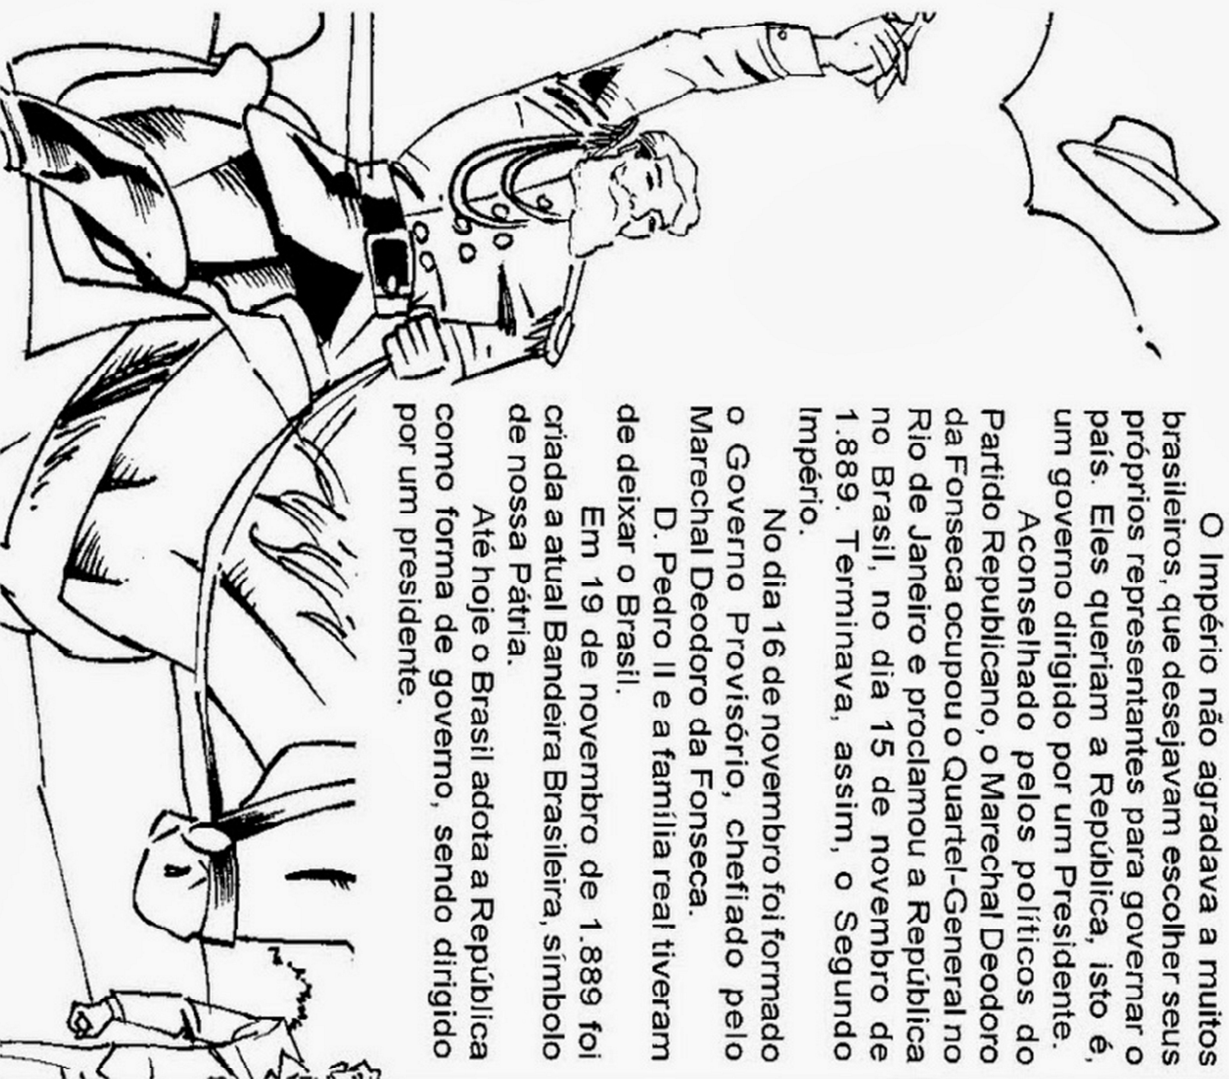 O Império não agradava a muitos
brasileiros, que desejavam escolher seus
próprios representantes para governar o
país. Eles queriam a República, isto é,
um governo dirigido por um Presidente.
Aconselhado pelos políticos do
Partido Republicano, o Marechal Deodoro
da Fonseca ocupou o Quartel-General no
Rio de Janeiro e proclamou a República
no Brasil, no dia 15 de novembro de
1.889. Terminava, assim, o Segundo
Império.
No dia 16 de novembro foi formado
o Governo Provisório, chefiado pelo
Marechal Deodoro da Fonseca.
D. Pedro II e a família real tiveram
de deixar o Brasil.
Em 19 de novembro de 1.889 foi
criada a atual Bandeira Brasileira, símbolo
de nossa Pátria.
Até hoje o Brasil adota a República
como forma de governo, sendo dirigido
por um presidente.